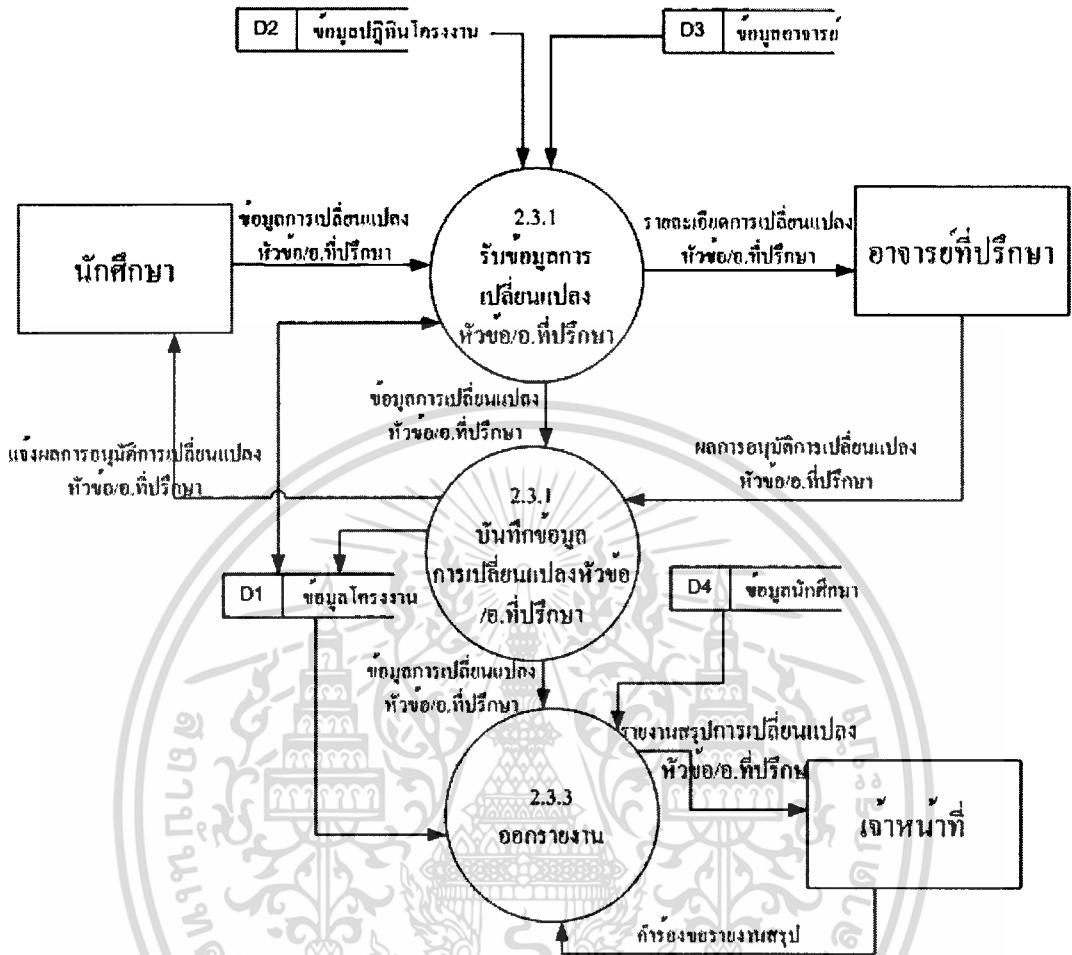 D2 ข้อมูลปฏิทินโครงงาน
D3 ข้อมูลอาจารย์
นักศึกษา
ข้อมูลการเปลี่ยนแปลง
หัวข้อ/อ.ที่ปรึกษา
2.3.1
รับข้อมูลการ
เปลี่ยนแปลง
หัวข้อ/อ.ที่ปรึกษา
รายละเอียดการเปลี่ยนแปลง
หัวข้อ/อ.ที่ปรึกษา
อาจารย์ที่ปรึกษา
ข้อมูลการเปลี่ยนแปลง
หัวข้อ/อ.ที่ปรึกษา
แจ้งผลการอนุมัติการเปลี่ยนแปลง
หัวข้อ/อ.ที่ปรึกษา
ผลการอนุมัติการเปลี่ยนแปลง
หัวข้อ/อ.ที่ปรึกษา
2.3.1
บันทึกข้อมูล
การเปลี่ยนแปลงหัวข้อ
/อ.ที่ปรึกษา
D1 ข้อมูลโครงงาน
D4 ข้อมูลนักศึกษา
ข้อมูลการเปลี่ยนแปลง
หัวข้อ/อ.ที่ปรึกษา
รายงานสรุปการเปลี่ยนแปลง
หัวข้อ/อ.ที่ปรึกษ
2.3.3
ออกรายงาน
เจ้าหน้าที่
คำร้องขอรายงานสรุป